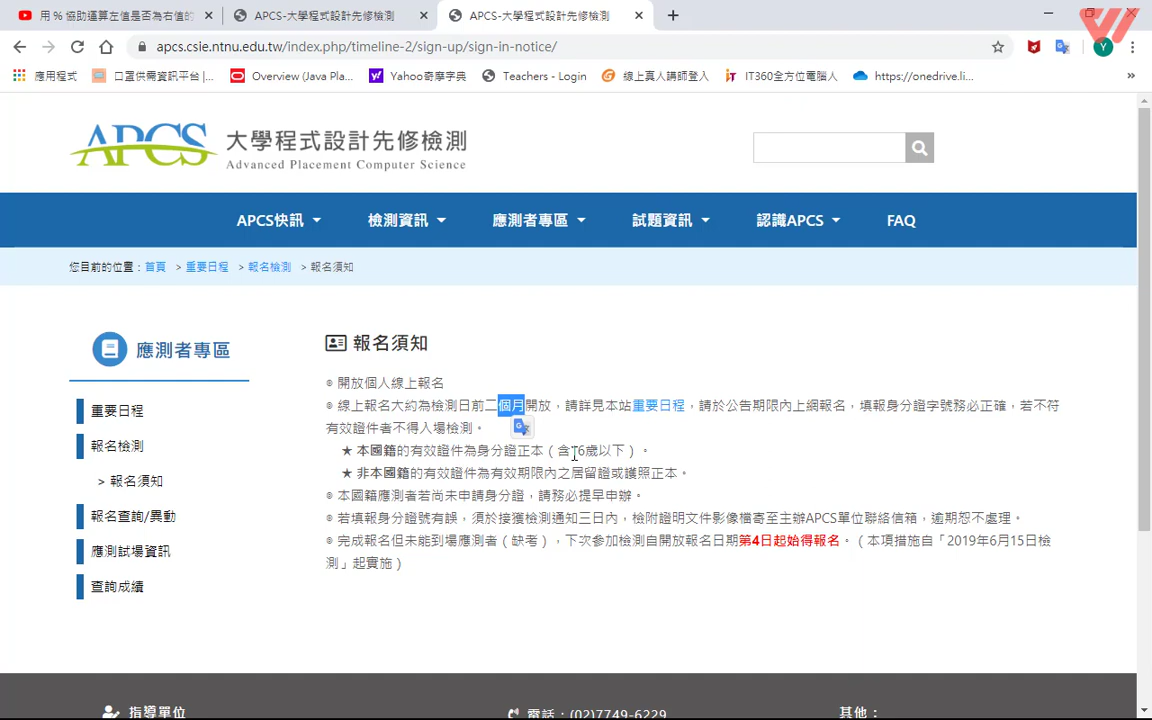 用 % 協助運算左值是否為右值的
APCS-大學程式設計先修檢測
APCS-大學程式設計先修檢測
apcs.csie.ntnu.edu.tw/index.php/timeline-2/sign-up/sign-in-notice/
Y
應用程式
口罩供需資訊平台 |...
Overview (Java Pla...
Yahoo奇摩字典
Teachers - Login
線上真人講師登入
IT360全方位電腦人
https://onedrive.li...
APCS
大學程式設計先修檢測
Advanced Placement Computer Science
APCS快訊
檢測資訊
應測者專區
試題資訊
認識APCS
FAQ
您目前的位置：首頁 > 重要日程 > 報名檢測 > 報名須知
應測者專區
重要日程
報名檢測
> 報名須知
報名查詢/異動
應測試場資訊
查詢成績
報名須知
◎ 開放個人線上報名
◎ 線上報名大約為檢測日前二個月開放，請詳見本站重要日程，請於公告期限內上網報名，填報身分證字號務必正確，若不符
有效證件者不得入場檢測。
★ 本國籍的有效證件為身分證正本（含16歲以下）。
★ 非本國籍的有效證件為有效期限內之居留證或護照正本。
◎ 本國籍應測者若尚未申請身分證，請務必提早申辦。
◎ 若填報身分證號有誤，須於接獲檢測通知三日內，檢附證明文件影像檔寄至主辦APCS單位聯絡信箱，逾期恕不處理。
◎ 完成報名但未能到場應測者（缺考），下次參加檢測自開放報名日期第4日起始得報名。（本項措施自「2019年6月15日檢
測」起實施）
指導單位
電話：(02)7749-6229
其他：